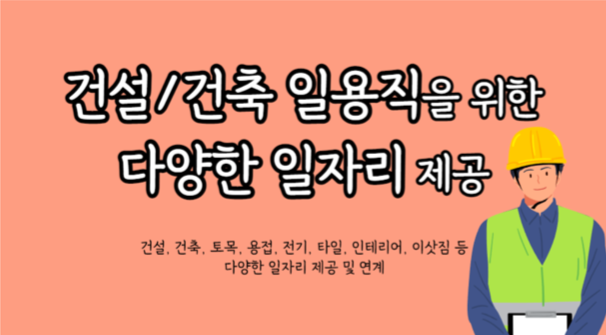 건설/건축 일용직을 위한
다양한 일자리 제공
건설, 건축, 토목, 용접, 전기, 타일, 인테리어, 이삿짐 등
다양한 일자리 제공 및 연계